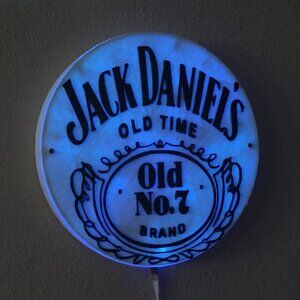 JACK DANIEL'S
OLD TIME
Old
No.7
BRAND